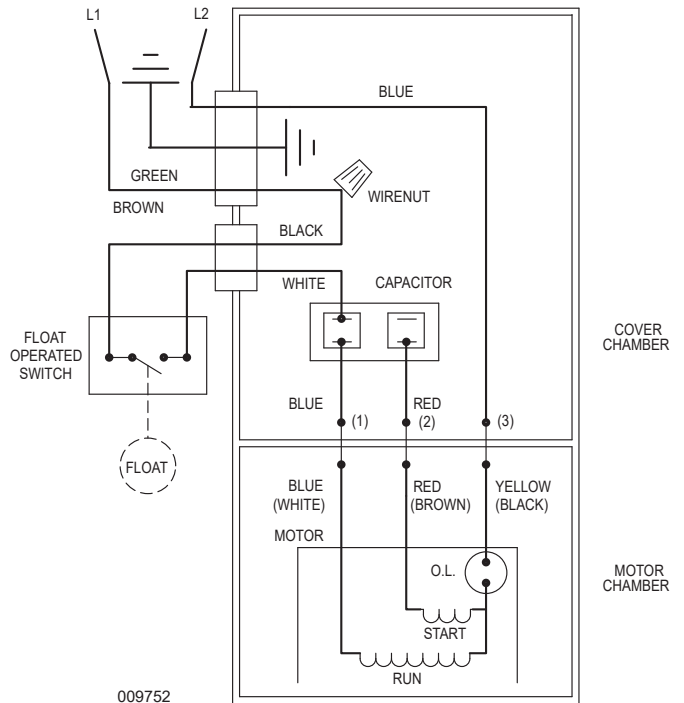 L1
L2
BLUE
GREEN
WIRENUT
BROWN
BLACK
WHITE
CAPACITOR
FLOAT
OPERATED
SWITCH
COVER
CHAMBER
BLUE
RED
(1)
(2)
(3)
FLOAT
BLUE
(WHITE)
RED
(BROWN)
YELLOW
(BLACK)
MOTOR
O.L.
MOTOR
CHAMBER
START
RUN
009752